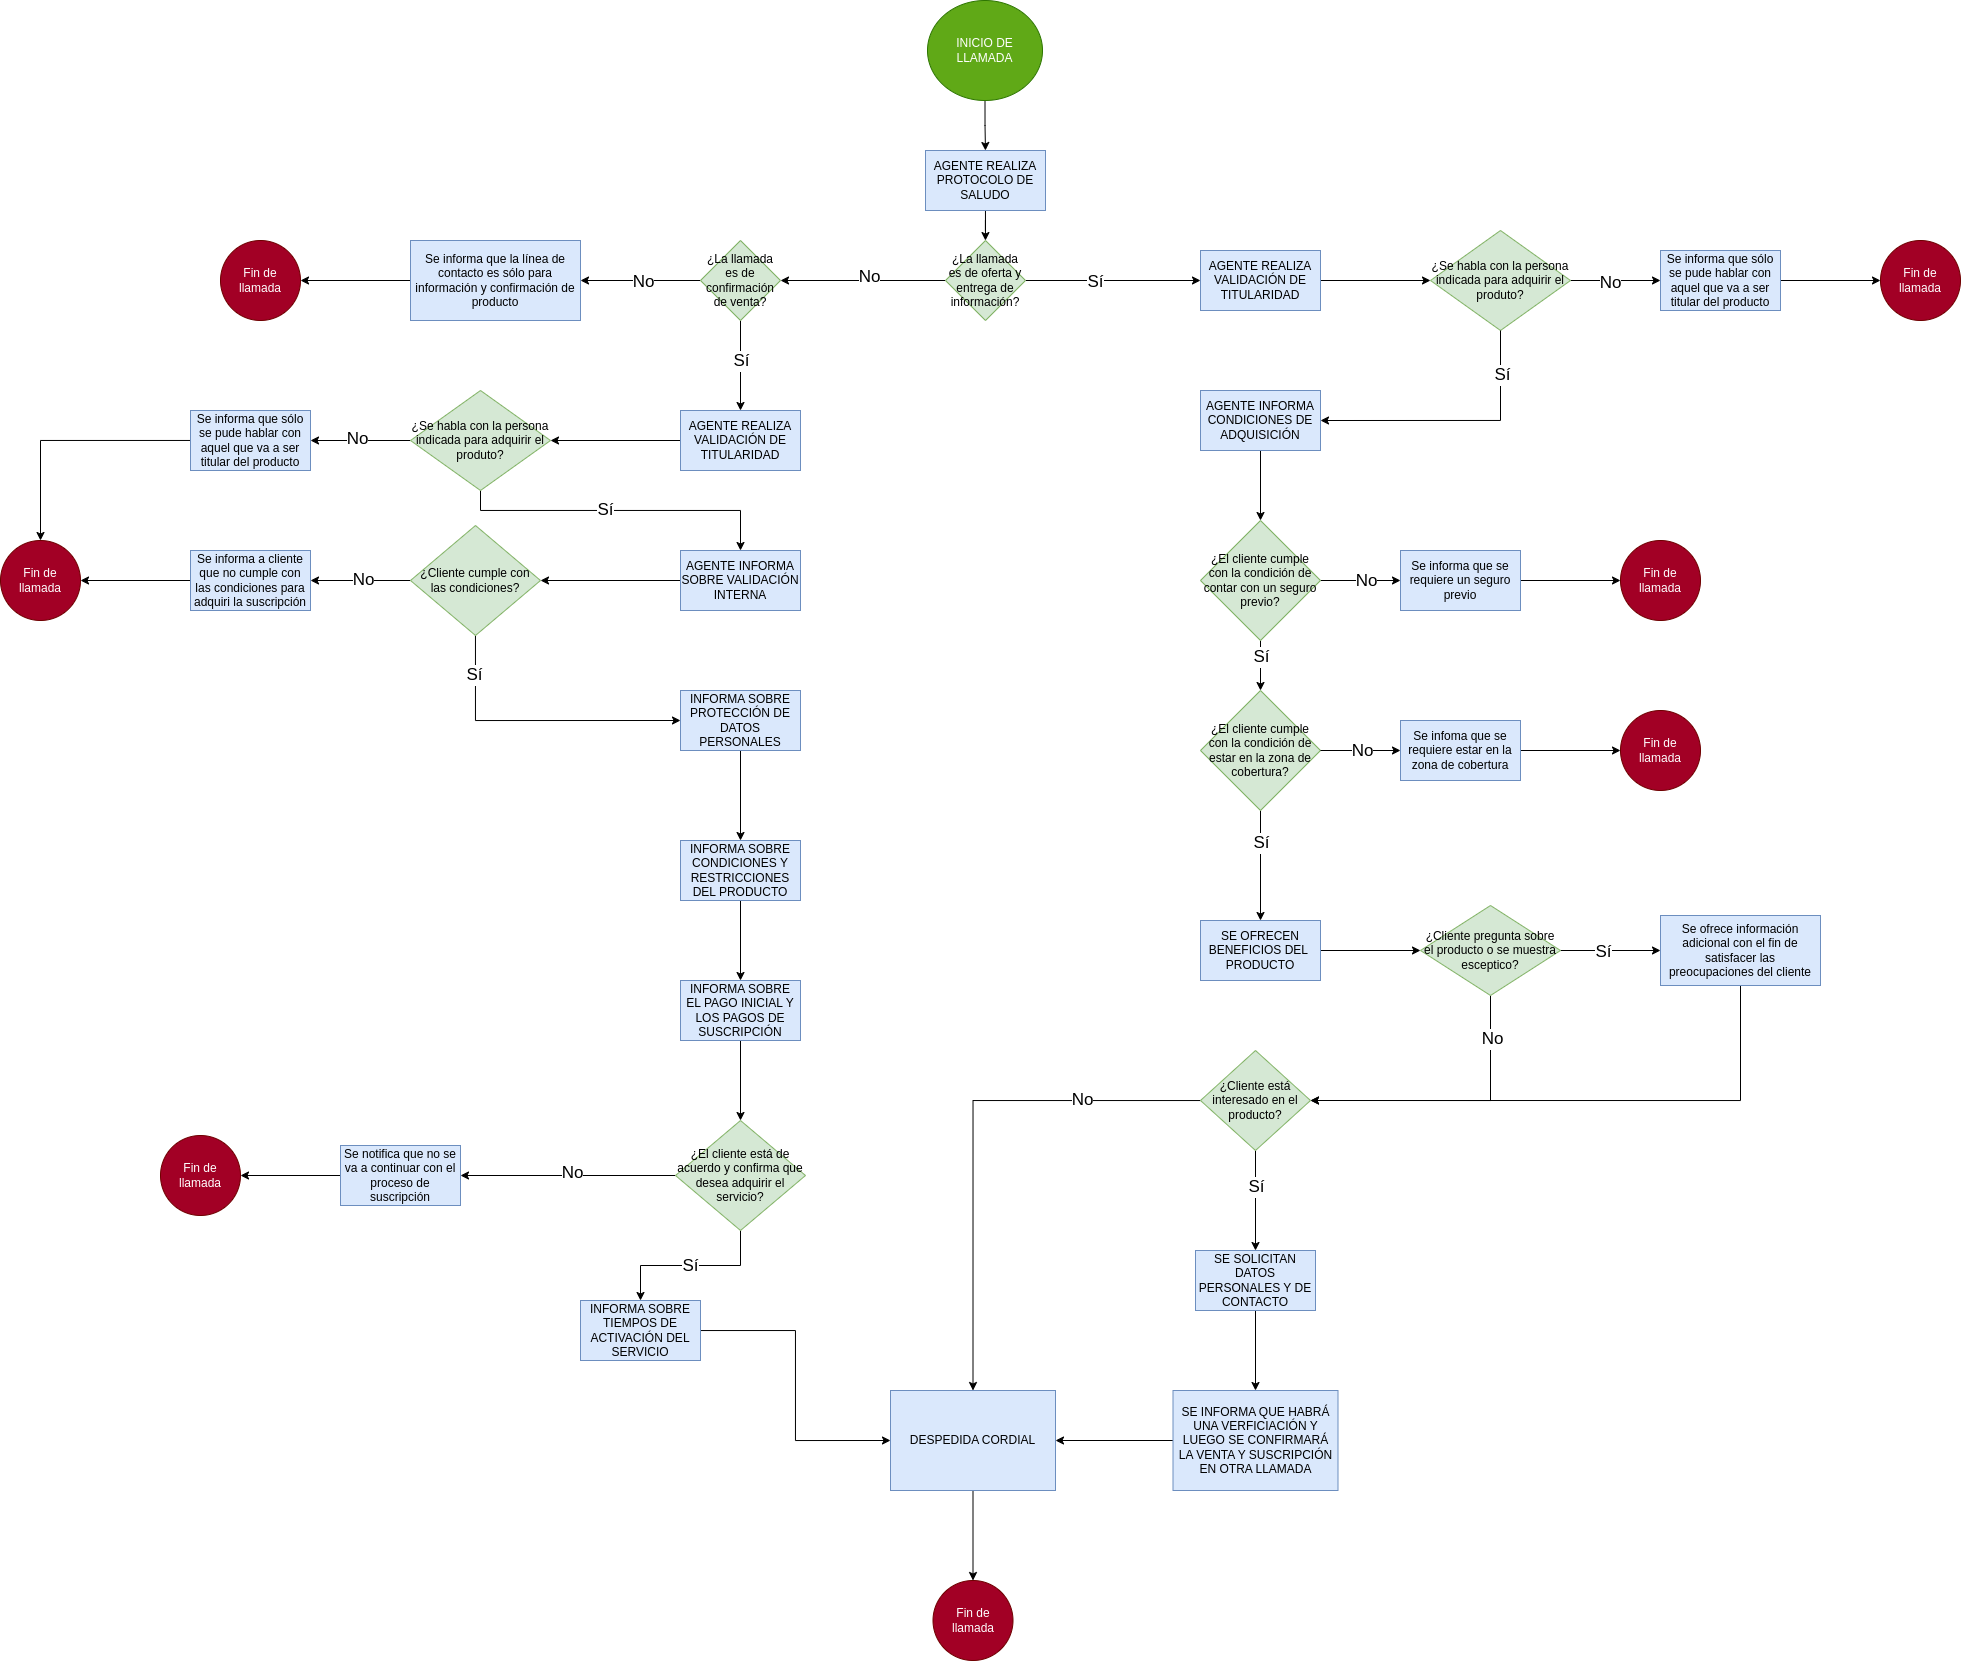 INICIO DE
LLAMADA
AGENTE REALIZA
PROTOCOLO DE
SALUDO
Fin de
llamada
Se informa que la línea de
contacto es sólo para
información y confirmación de
producto
No
¿La llamada
es de
confirmación
de venta?
No
¿La llamada
es de oferta y
entrega de
información?
Sí
AGENTE REALIZA
VALIDACIÓN DE
TITULARIDAD
¿Se habla con la persona
indicada para adquirir el
produto?
No
Se informa que sólo
se pude hablar con
aquel que va a ser
titular del producto
Fin de
llamada
Sí
Sí
Se informa que sólo
se pude hablar con
aquel que va a ser
titular del producto
No
¿Se habla con la persona
indicada para adquirir el
produto?
AGENTE REALIZA
VALIDACIÓN DE
TITULARIDAD
AGENTE INFORMA
CONDICIONES DE
ADQUISICIÓN
Sí
Fin de
llamada
Se informa a cliente
que no cumple con
las condiciones para
adquiri la suscripción
No
¿Cliente cumple con
las condiciones?
AGENTE INFORMA
SOBRE VALIDACIÓN
INTERNA
¿El cliente cumple
con la condición de
contar con un seguro
previo?
No
Se informa que se
requiere un seguro
previo
Fin de
llamada
Sí
Sí
INFORMA SOBRE
PROTECCIÓN DE
DATOS
PERSONALES
¿El cliente cumple
con la condición de
estar en la zona de
cobertura?
No
Se infoma que se
requiere estar en la
zona de cobertura
Fin de
llamada
Sí
INFORMA SOBRE
CONDICIONES Y
RESTRICCIONES
DEL PRODUCTO
SE OFRECEN
BENEFICIOS DEL
PRODUCTO
¿Cliente pregunta sobre
el producto o se muestra
esceptico?
Sí
Se ofrece información
adicional con el fin de
satisfacer las
preocupaciones del cliente
INFORMA SOBRE
EL PAGO INICIAL Y
LOS PAGOS DE
SUSCRIPCIÓN
No
No
¿Cliente está
interesado en el
producto?
Fin de
llamada
Se notifica que no se
va a continuar con el
proceso de
suscripción
No
¿El cliente está de
acuerdo y confirma que
desea adquirir el
servicio?
Sí
Sí
SE SOLICITAN
DATOS
PERSONALES Y DE
CONTACTO
INFORMA SOBRE
TIEMPOS DE
ACTIVACIÓN DEL
SERVICIO
DESPEDIDA CORDIAL
SE INFORMA QUE HABRÁ
UNA VERFICIACIÓN Y
LUEGO SE CONFIRMARÁ
LA VENTA Y SUSCRIPCIÓN
EN OTRA LLAMADA
Fin de
llamada